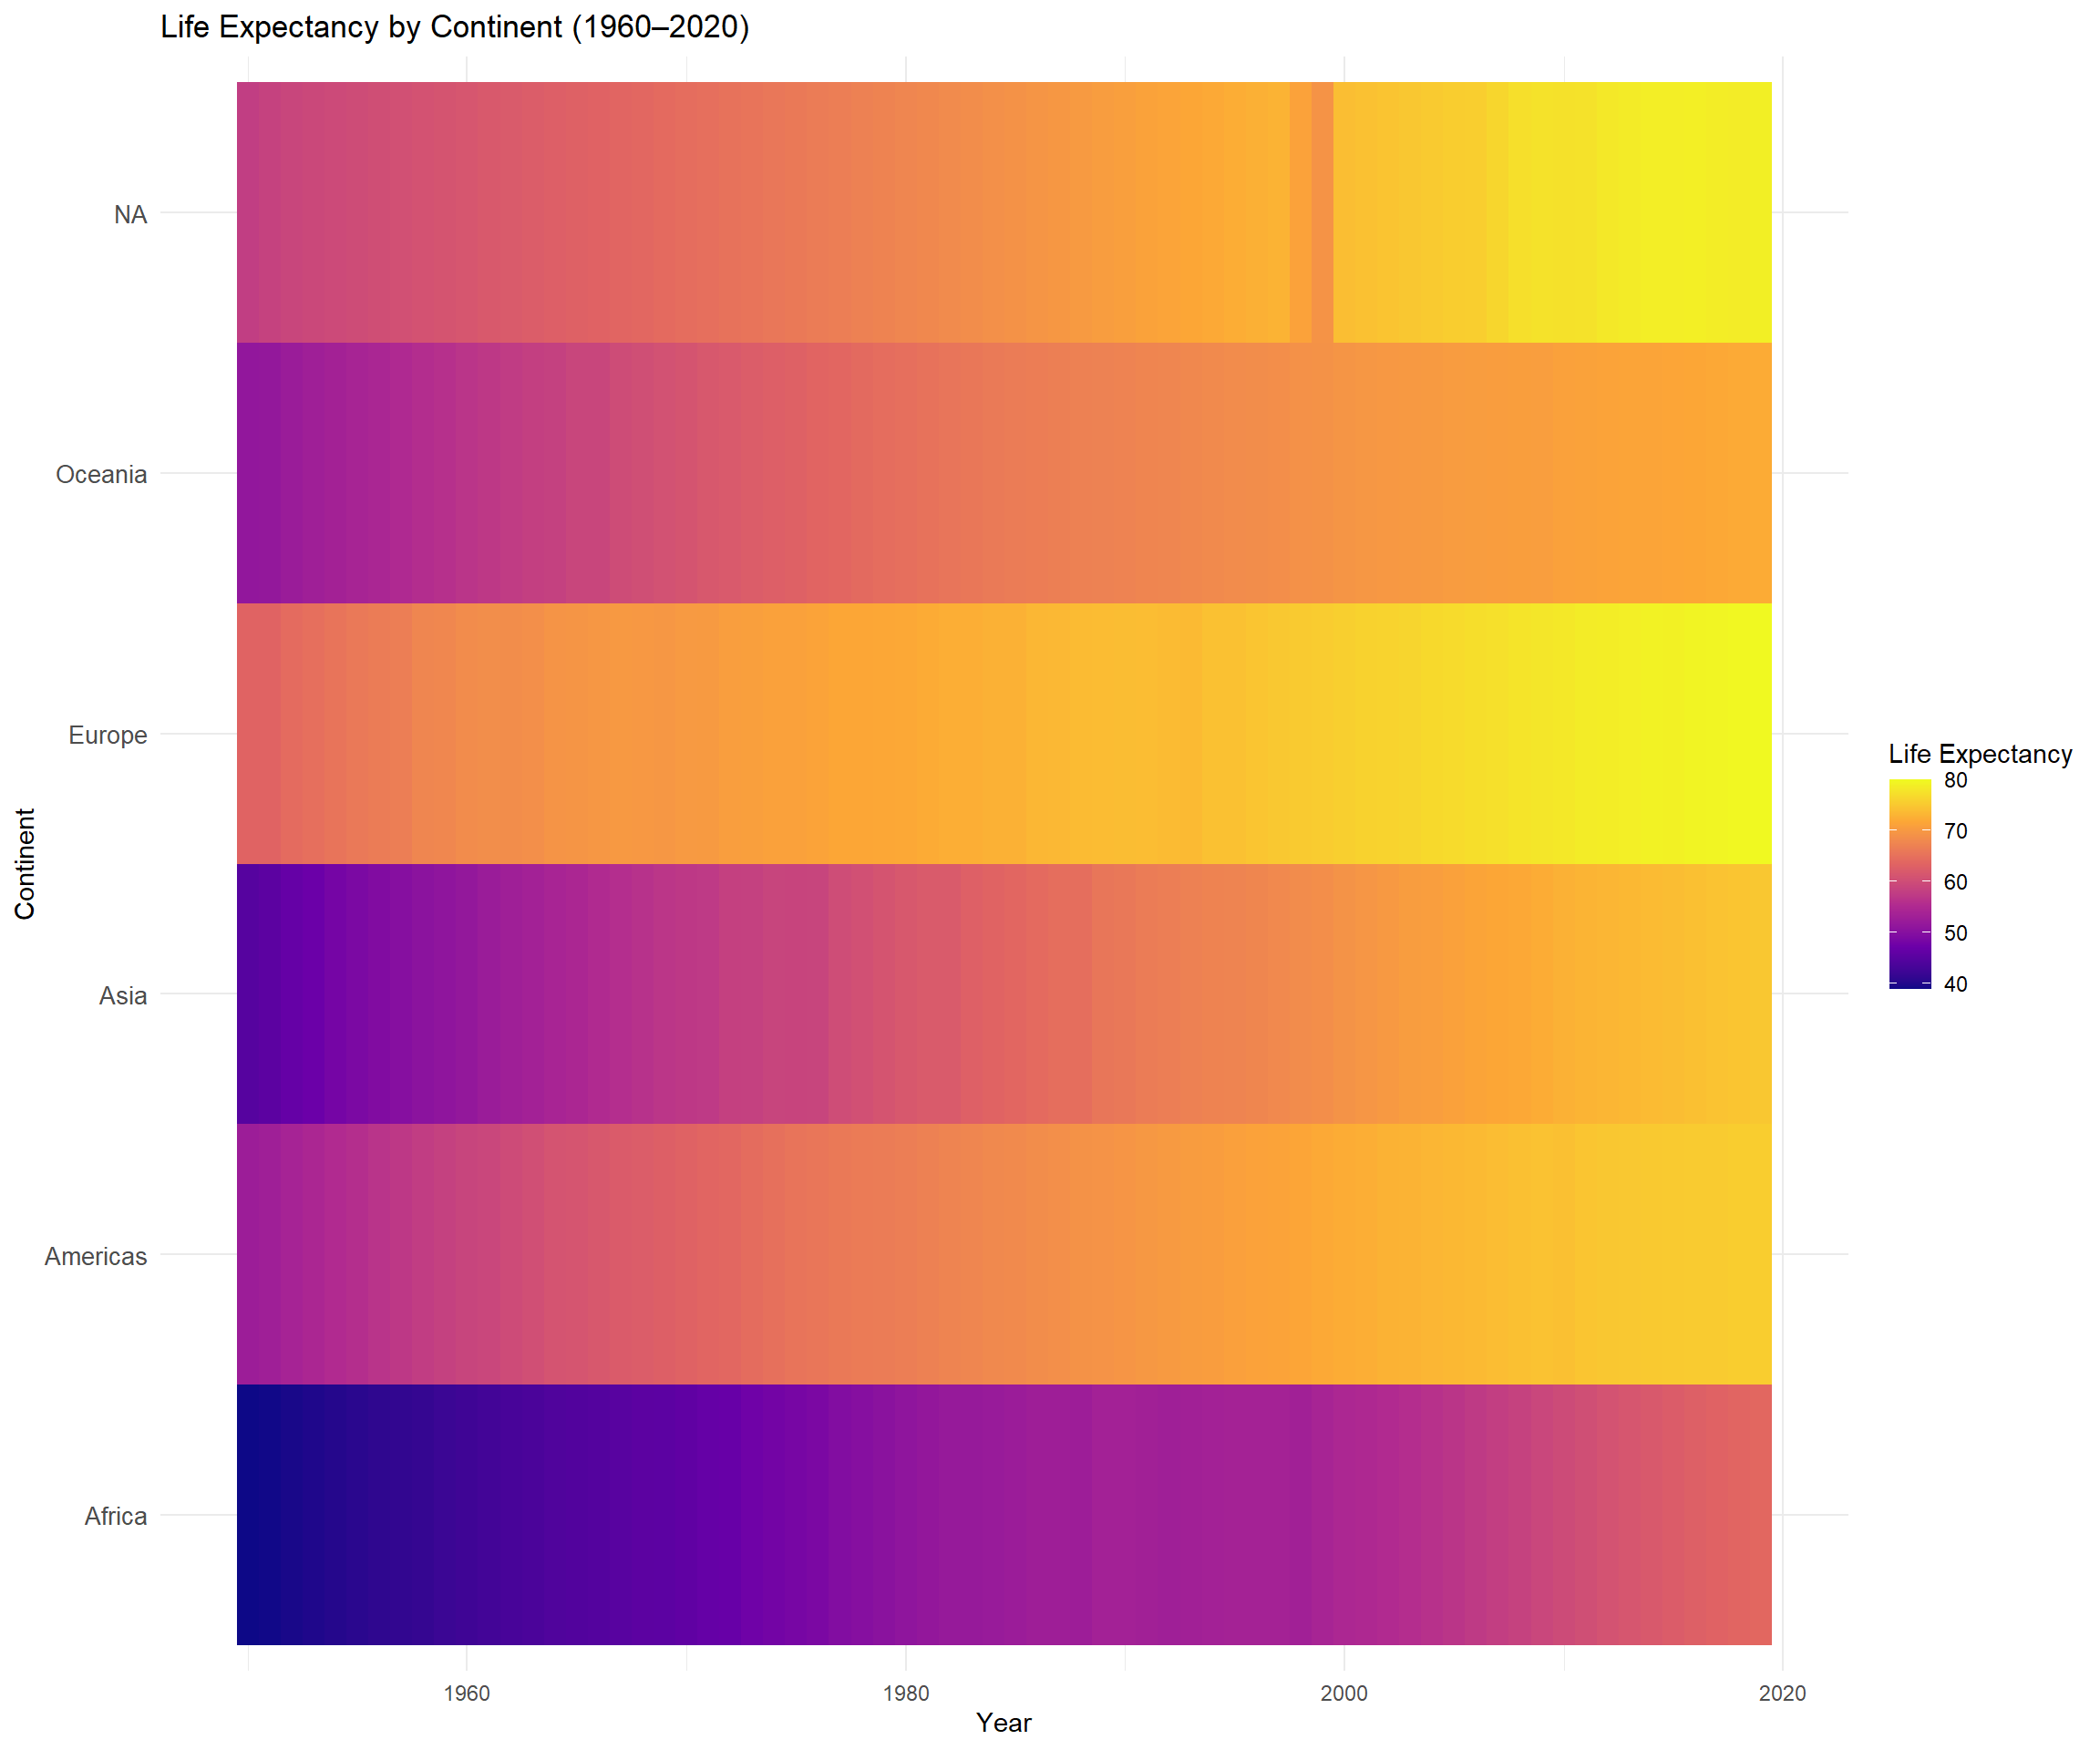 Life Expectancy by Continent (1960–2020)
NA
Oceania
Europe
Asia
Americas
Africa
Continent
1960
1980
2000
2020
Year
Life Expectancy
80
70
60
50
40